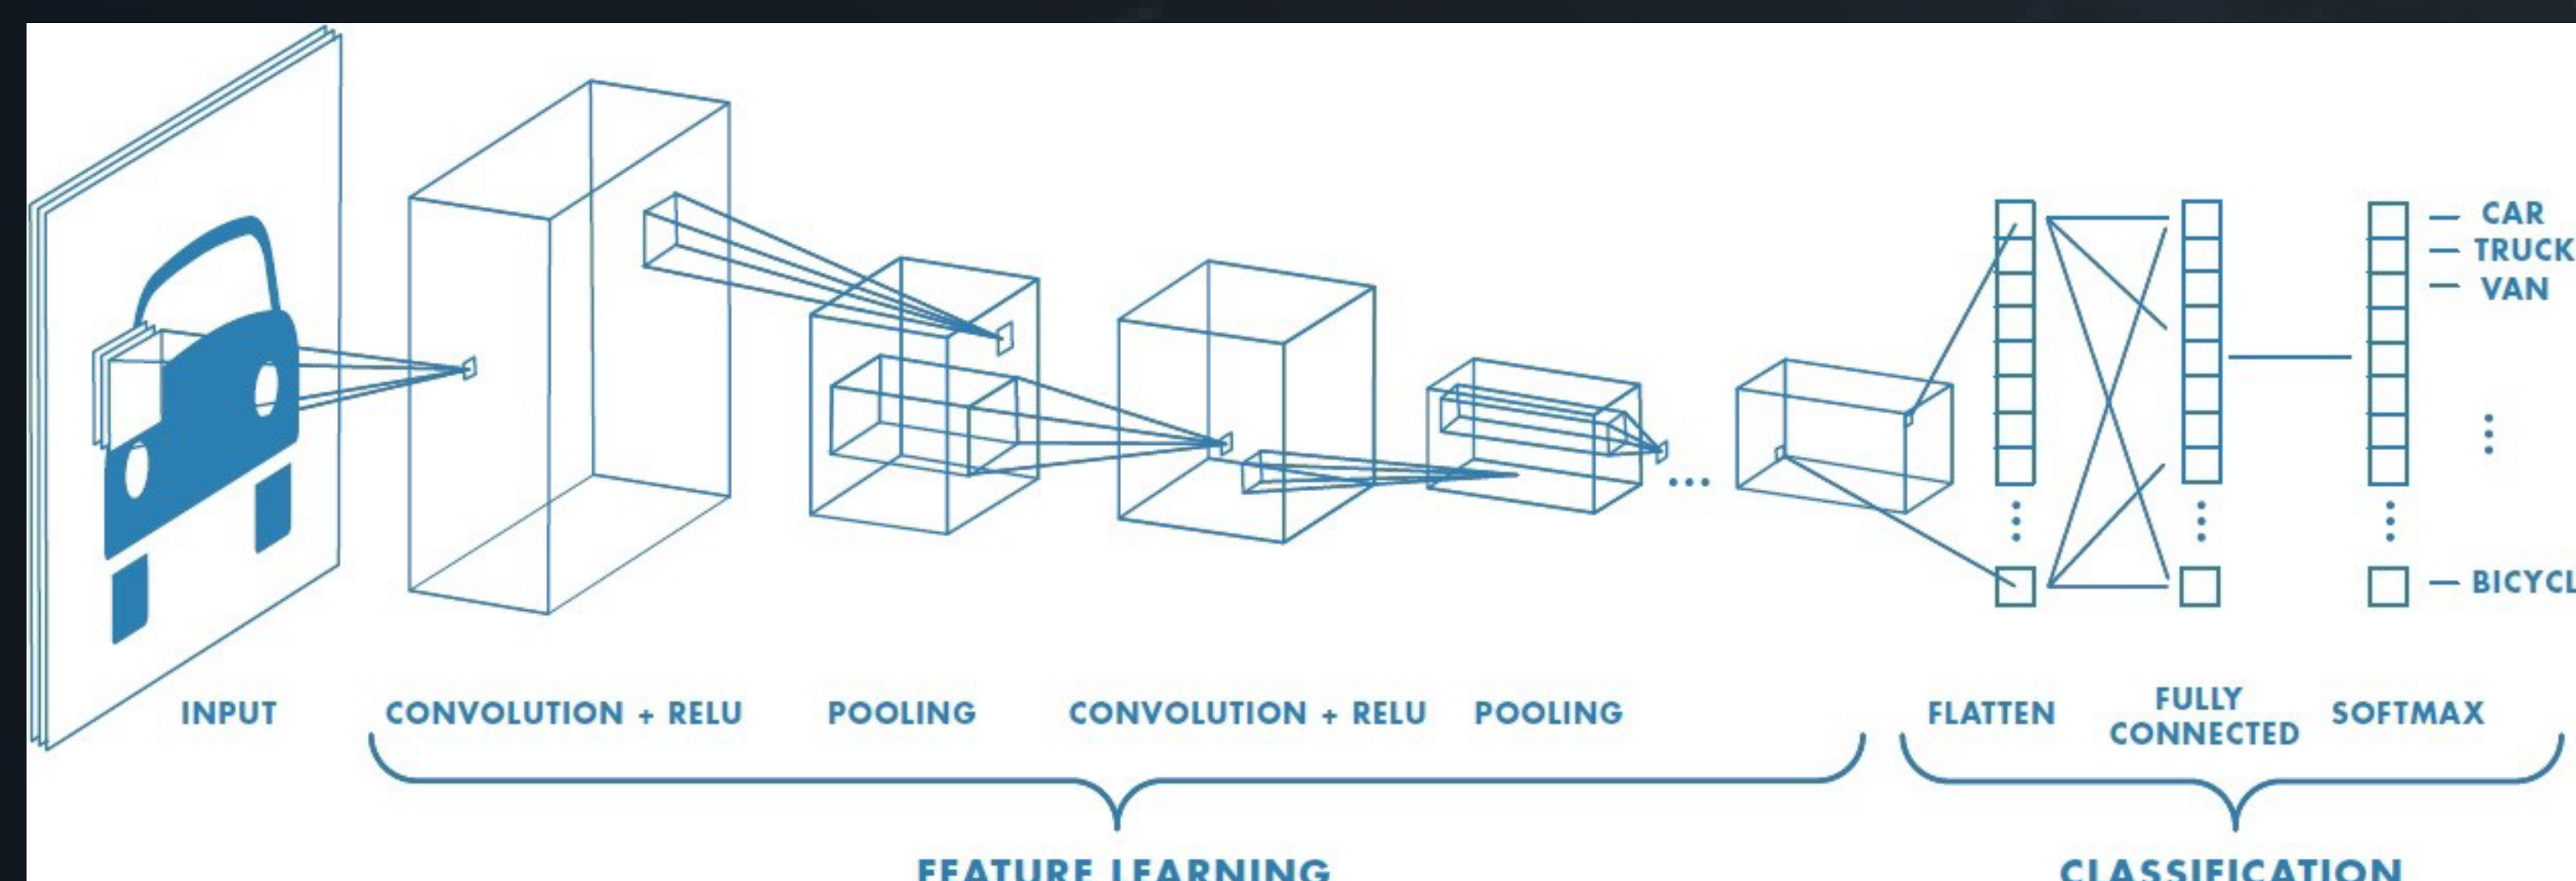 CAR
TRUCK
VAN
BICYCL
INPUT
CONVOLUTION + RELU
POOLING
CONVOLUTION + RELU
POOLING
FLATTEN
FULLY
CONNECTED
SOFTMAX
FEATURE LEARNING
CLASSIFICATION